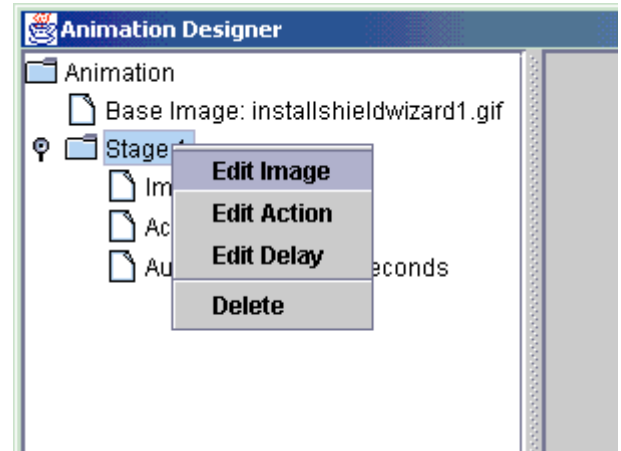 Animation Designer
Animation
Base Image: installshieldwizard1.gif
Stage
Edit Image
Im
Edit Action
Ac
Edit Delay
Au econds
Delete